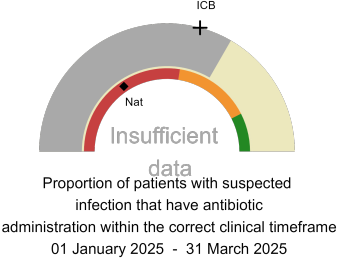 ICB
Nat
Insufficient
data
Proportion of patients with suspected
infection that have antibiotic
administration within the correct clinical timeframe
01 January 2025 - 31 March 2025